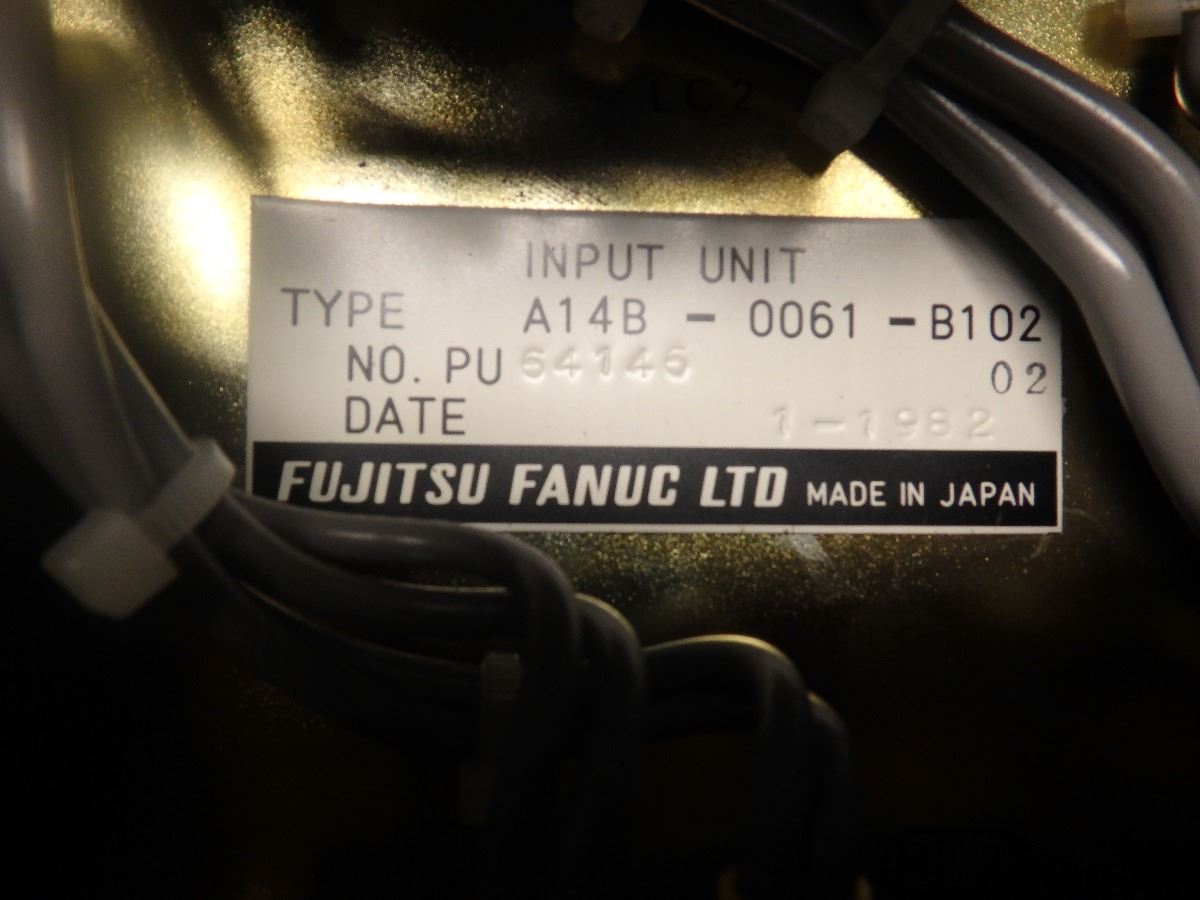 LC2
INPUT UNIT
TYPE A14B - 0061 - B102
NO. PU 64146 02
DATE 1-1982
FUJITSU FANUC LTD MADE IN JAPAN